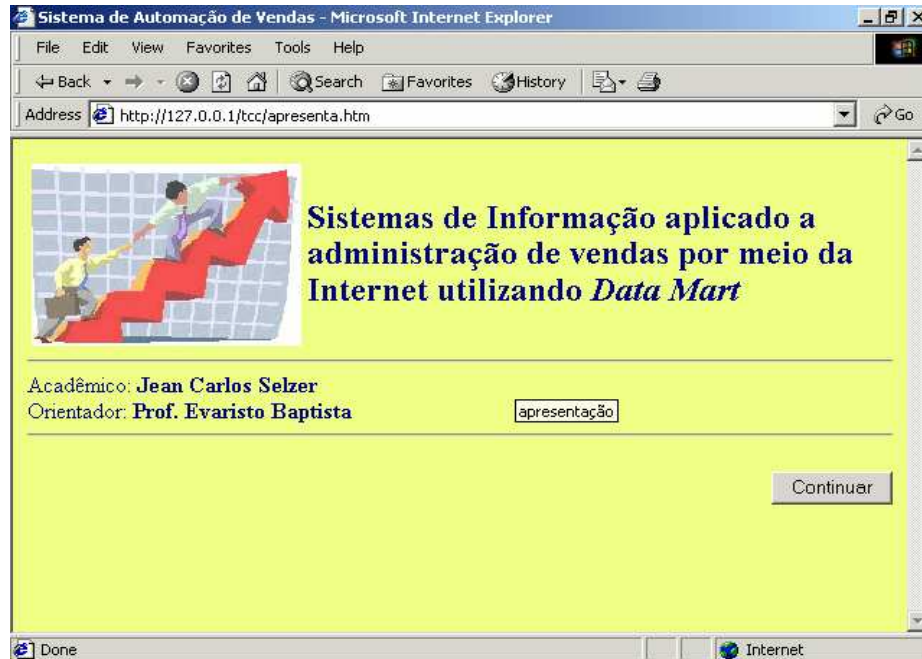 Sistema de Automação de Vendas - Microsoft Internet Explorer
File Edit View Favorites Tools Help
Back Search Favorites History
Address http://127.0.0.1/tcc/apresenta.htm Go
Sistemas de Informação aplicado a
administração de vendas por meio da
Internet utilizando Data Mart
Acadêmico: Jean Carlos Selzer
Orientador: Prof. Evaristo Baptista
apresentação
Continuar
Done Internet